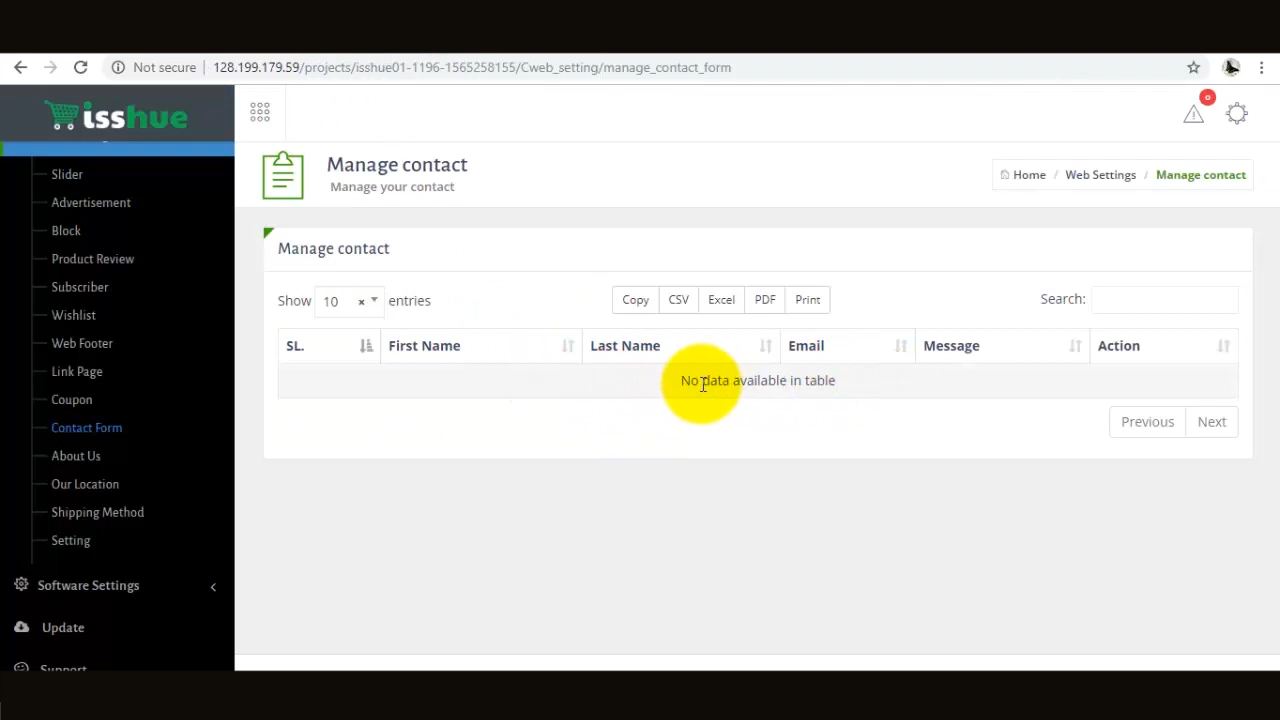 Not secure
128.199.179.59/projects/isshue01-1196-1565258155/Cweb_setting/manage_contact_form
isshue
0
Slider
Advertisement
Block
Product Review
Subscriber
Wishlist
Web Footer
Link Page
Coupon
Contact Form
About Us
Our Location
Shipping Method
Setting
Software Settings
Update
Support
Manage contact
Manage your contact
Home / Web Settings / Manage contact
Manage contact
Show 10 × entries
Copy CSV Excel PDF Print
Search:
SL. First Name Last Name Email Message Action
No data available in table
Previous Next